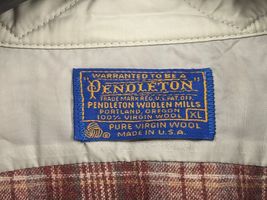 WARRANTED TO BE A
"PENDLETON"
TRADE MARK REG. U.S. PAT. OFF.
PENDLETON WOOLEN MILLS
PORTLAND, OREGON
100% VIRGIN WOOL XL
PURE VIRGIN WOOL
MADE IN U.S.A.